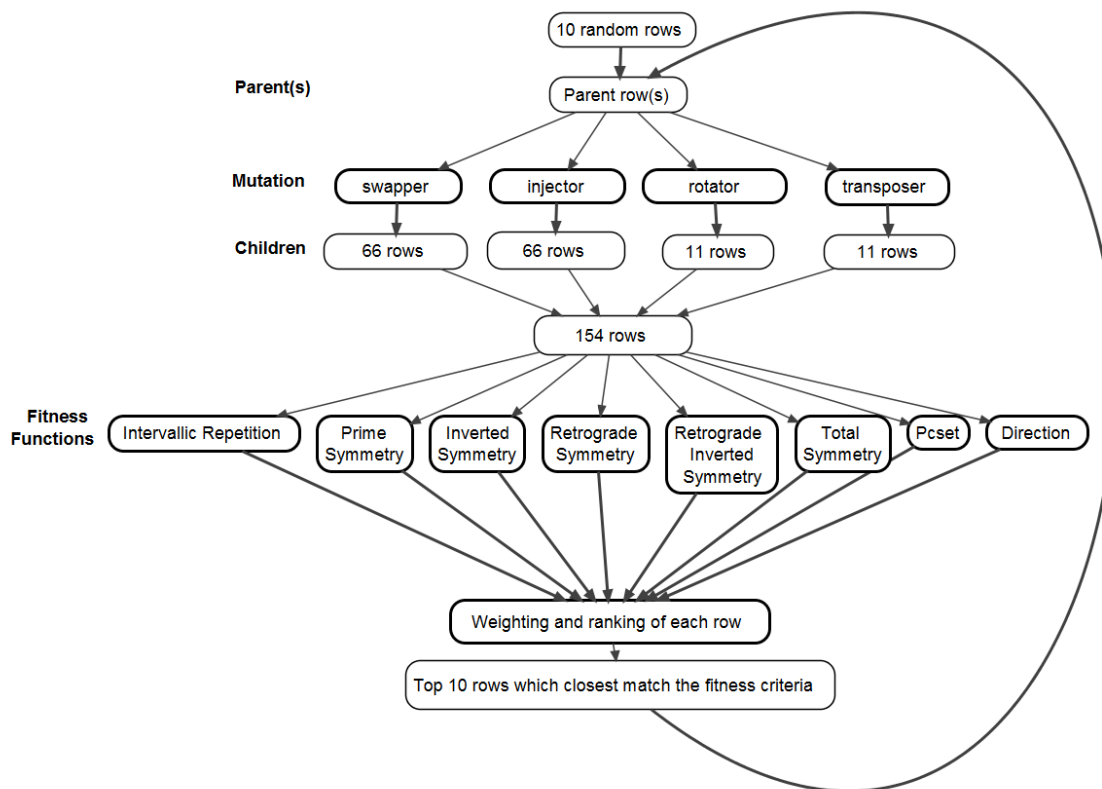 10 random rows
Parent(s)
Parent row(s)
Mutation
swapper
injector
rotator
transposer
Children
66 rows
66 rows
11 rows
11 rows
154 rows
Fitness
Functions
Intervallic Repetition
Prime
Symmetry
Inverted
Symmetry
Retrograde
Symmetry
Retrograde
Inverted
Symmetry
Total
Symmetry
Pcset
Direction
Weighting and ranking of each row
Top 10 rows which closest match the fitness criteria